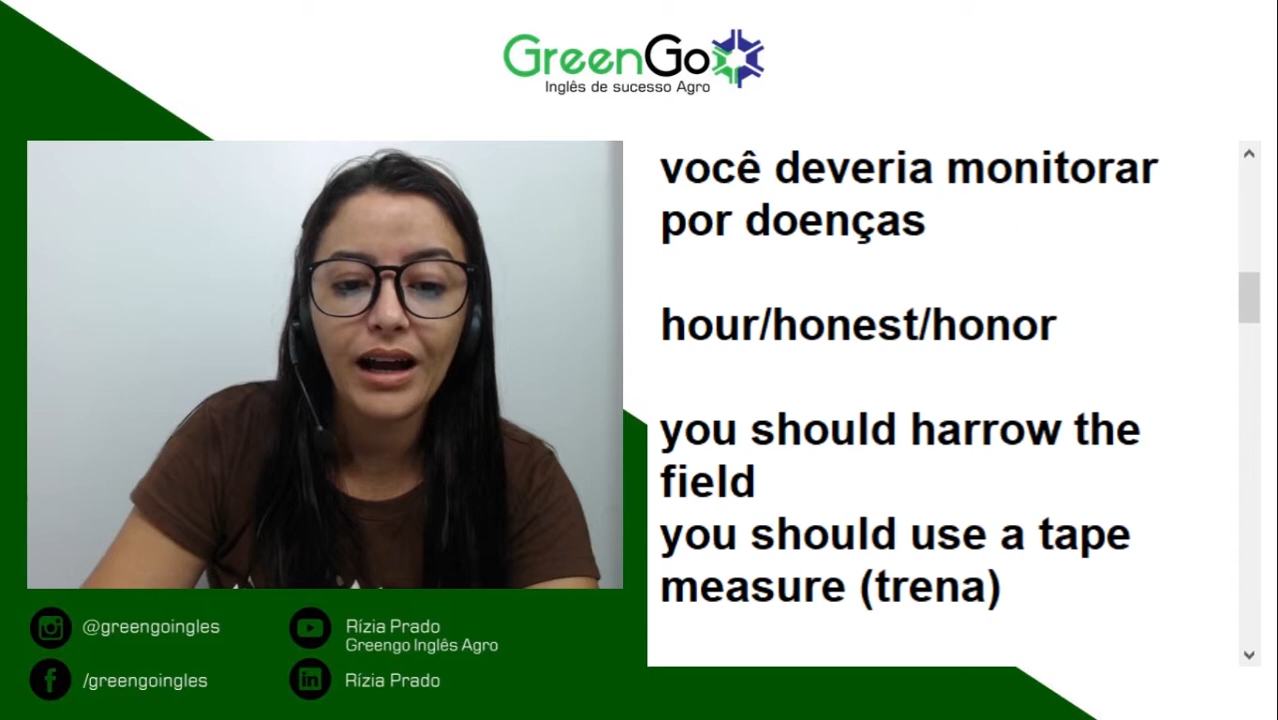 GreenGo
Inglês de sucesso Agro
você deveria monitorar
por doenças
hour/honest/honor
you should harrow the
field
you should use a tape
measure (trena)
@greengoingles
Rízia Prado
Greengo Inglês Agro
/greengoingles
Rízia Prado